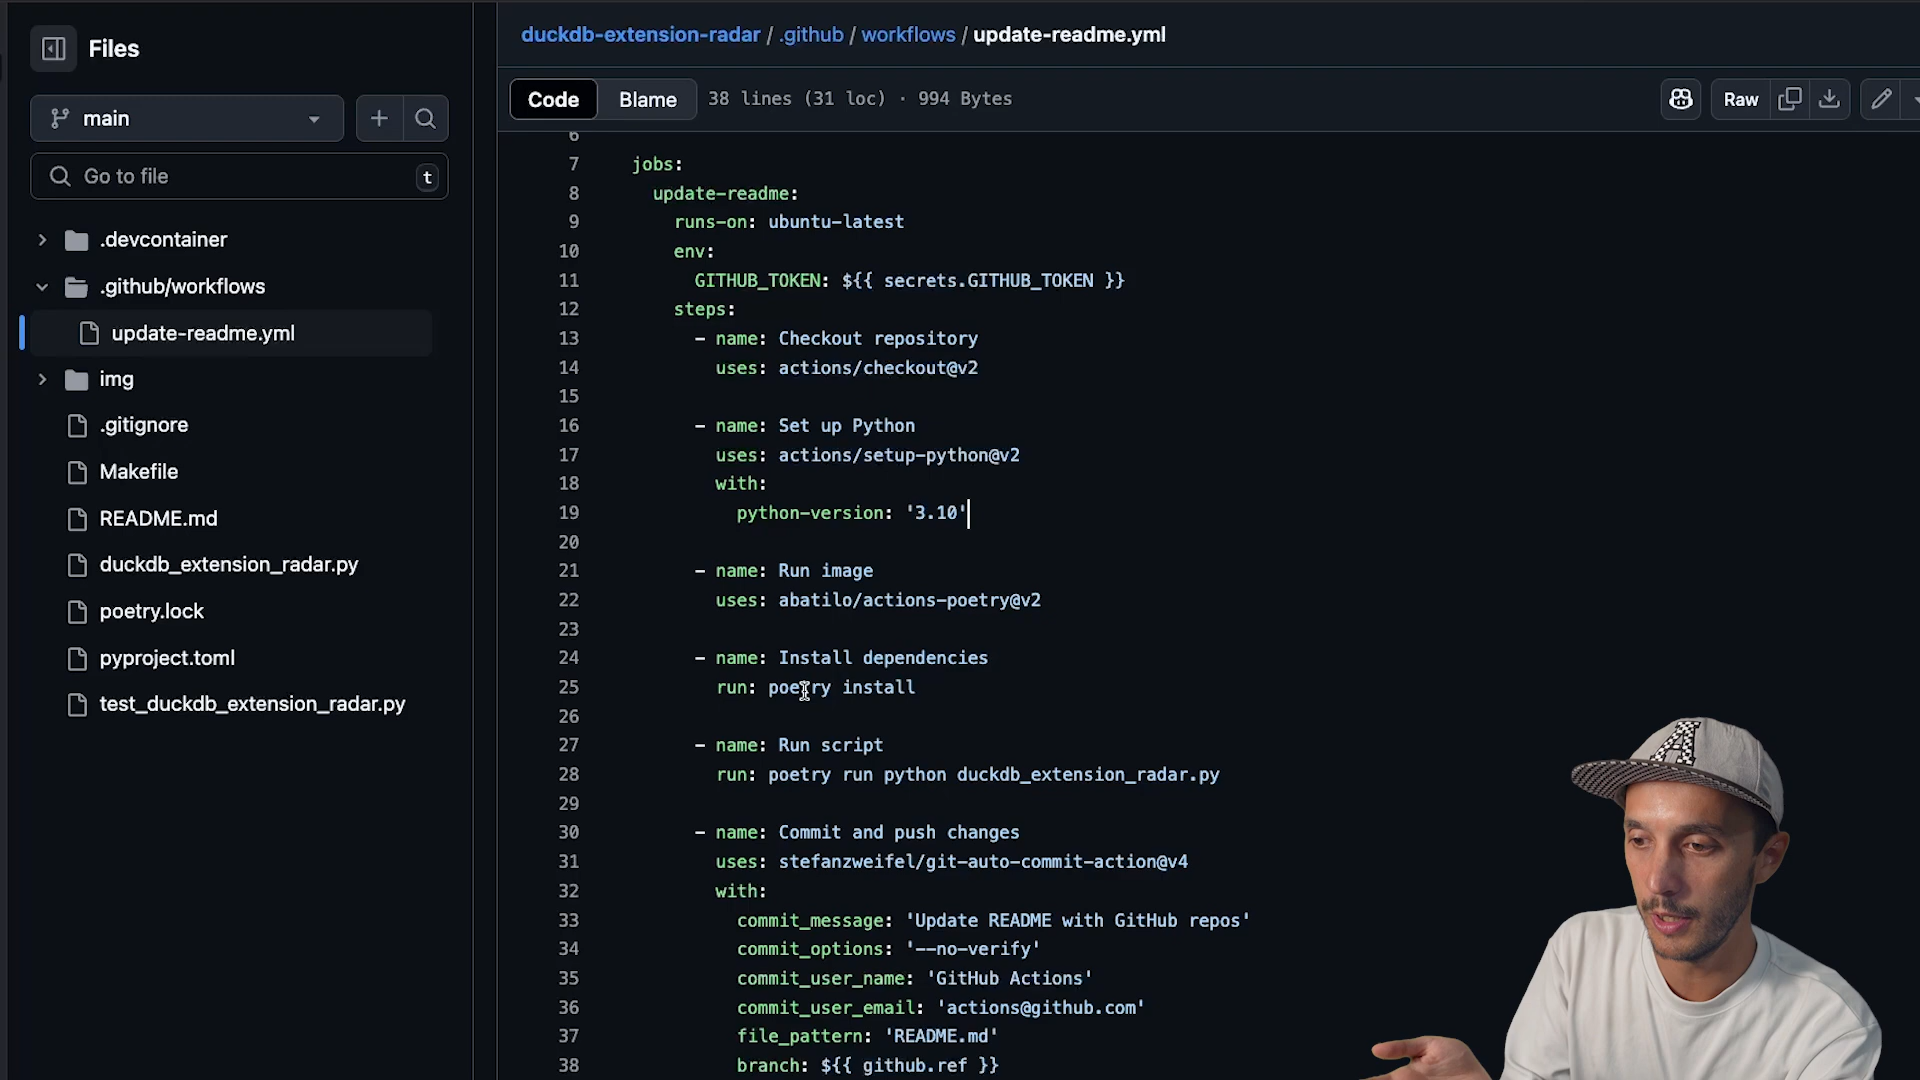 Files
main
Go to file
t
.devcontainer
.github/workflows
update-readme.yml
img
.gitignore
Makefile
README.md
duckdb_extension_radar.py
poetry.lock
pyproject.toml
test_duckdb_extension_radar.py
duckdb-extension-radar / .github / workflows / update-readme.yml
Code Blame 38 lines (31 loc) · 994 Bytes
Raw
6
7 jobs:
8 update-readme:
9 runs-on: ubuntu-latest
10 env:
11 GITHUB_TOKEN: ${{ secrets.GITHUB_TOKEN }}
12 steps:
13 - name: Checkout repository
14 uses: actions/checkout@v2
15
16 - name: Set up Python
17 uses: actions/setup-python@v2
18 with:
19 python-version: '3.10'
20
21 - name: Run image
22 uses: abatilo/actions-poetry@v2
23
24 - name: Install dependencies
25 run: poetry install
26
27 - name: Run script
28 run: poetry run python duckdb_extension_radar.py
29
30 - name: Commit and push changes
31 uses: stefanzweifel/git-auto-commit-action@v4
32 with:
33 commit_message: 'Update README with GitHub repos'
34 commit_options: '--no-verify'
35 commit_user_name: 'GitHub Actions'
36 commit_user_email: 'actions@github.com'
37 file_pattern: 'README.md'
38 branch: ${{ github.ref }}
A